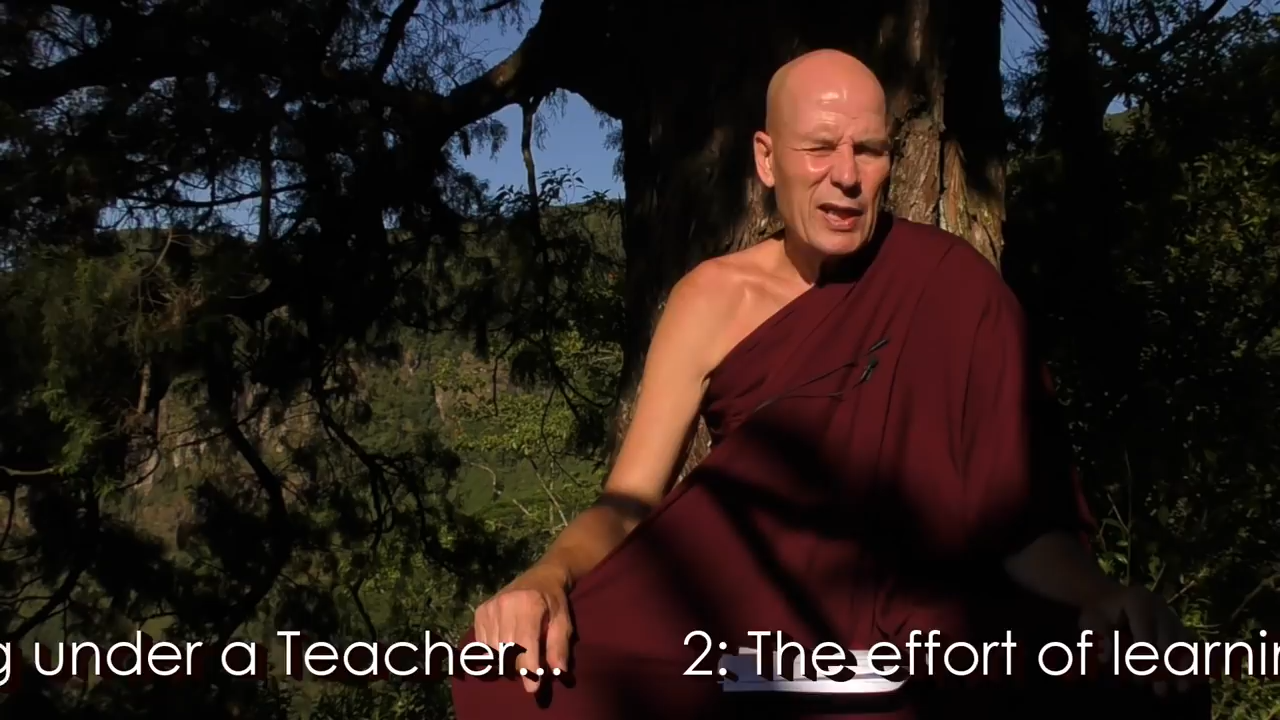 g under a Teacher... 2: The effort of learnin